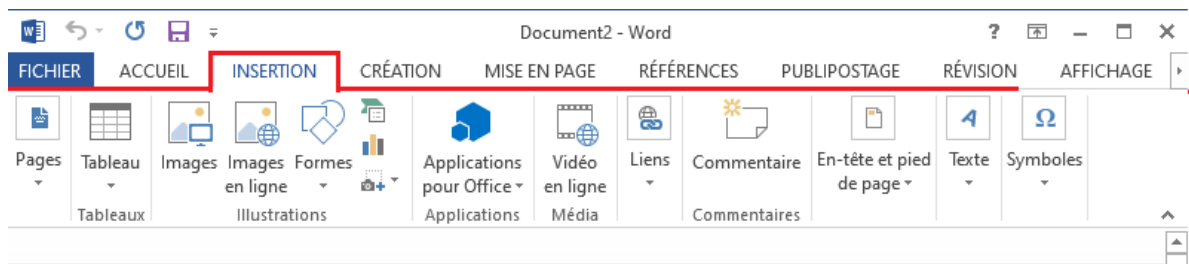 Document2 - Word
FICHIER ACCUEIL INSERTION CRÉATION MISE EN PAGE RÉFÉRENCES PUBLIPOSTAGE RÉVISION AFFICHAGE
Pages Tableau Images Images en ligne Formes Applications pour Office Vidéo en ligne Liens Commentaire En-tête et pied de page Texte Symboles
Tableaux Illustrations Applications Média Commentaires